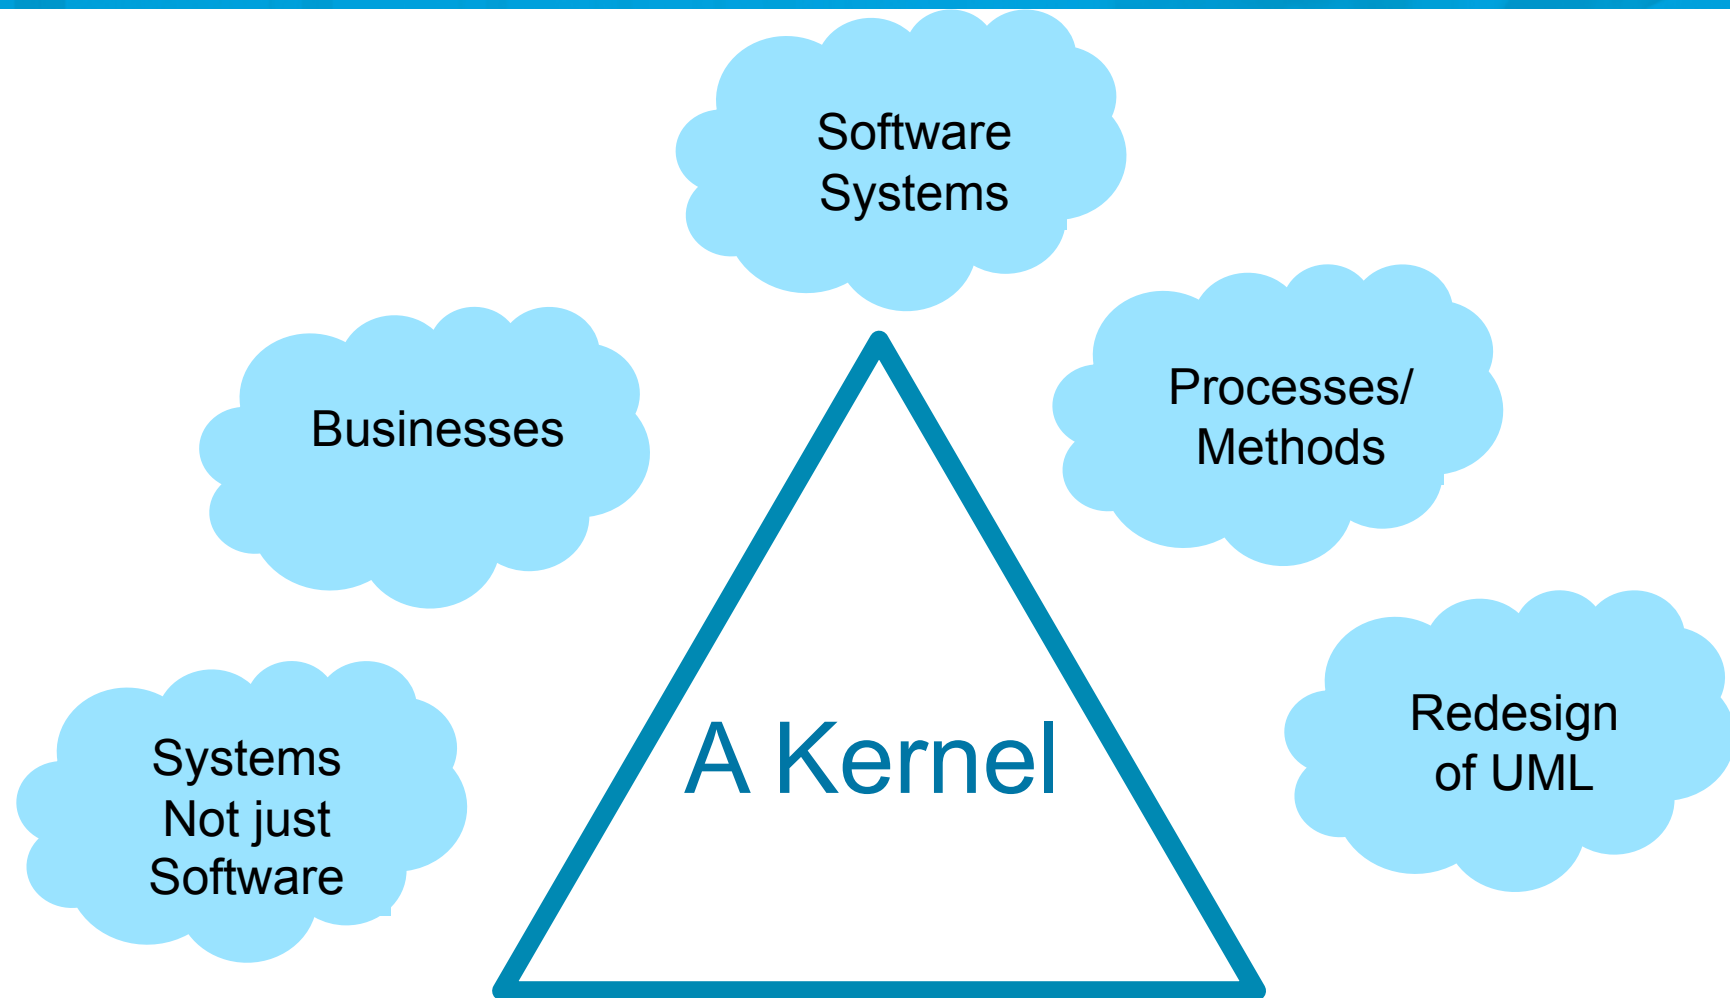 Software
Systems
Businesses
Processes/
Methods
Systems
Not just
Software
A Kernel
Redesign
of UML